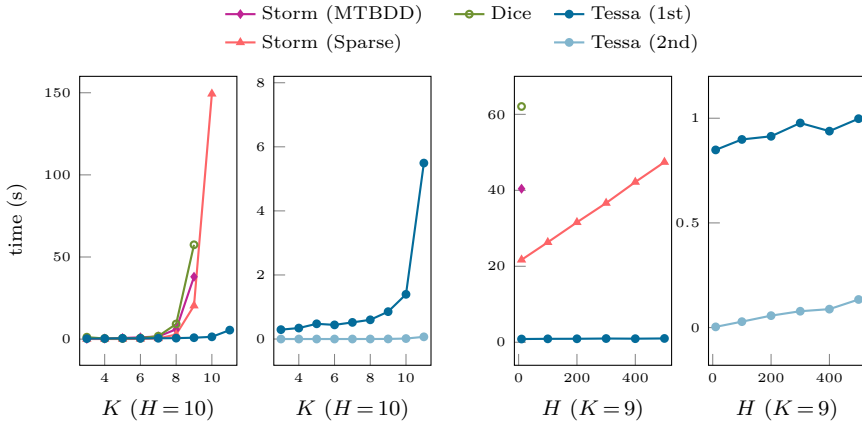 Storm (MTBDD) Dice Tessa (1st)
Storm (Sparse) Tessa (2nd)
time (s)
150
100
50
0
4 6 8 10
K (H = 10)
8
6
4
2
0
4 6 8 10
K (H = 10)
60
40
20
0
0 200 400
H (K = 9)
1
0.5
0
0 200 400
H (K = 9)